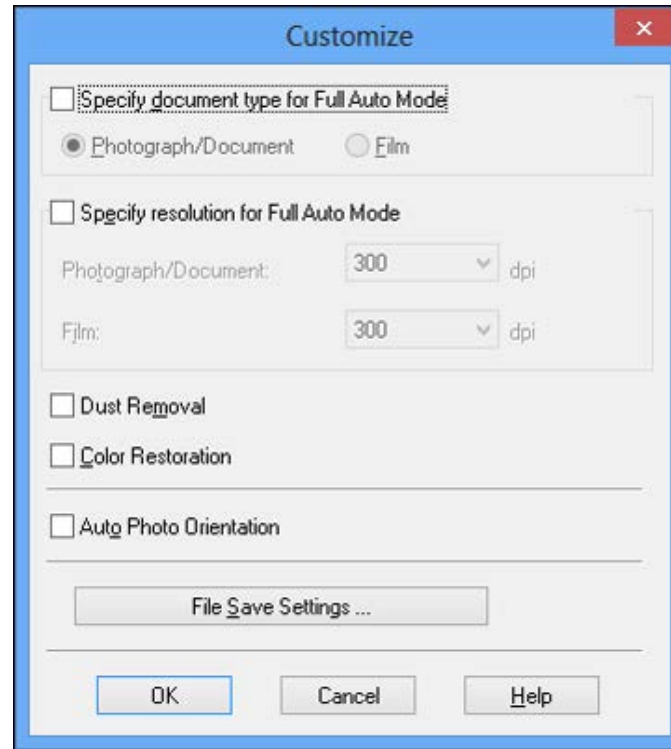 Customize
Specify document type for Full Auto Mode
Photograph/Document Film
Specify resolution for Full Auto Mode
Photograph/Document: 300 dpi
Film: 300 dpi
Dust Removal
Color Restoration
Auto Photo Orientation
File Save Settings ...
OK Cancel Help